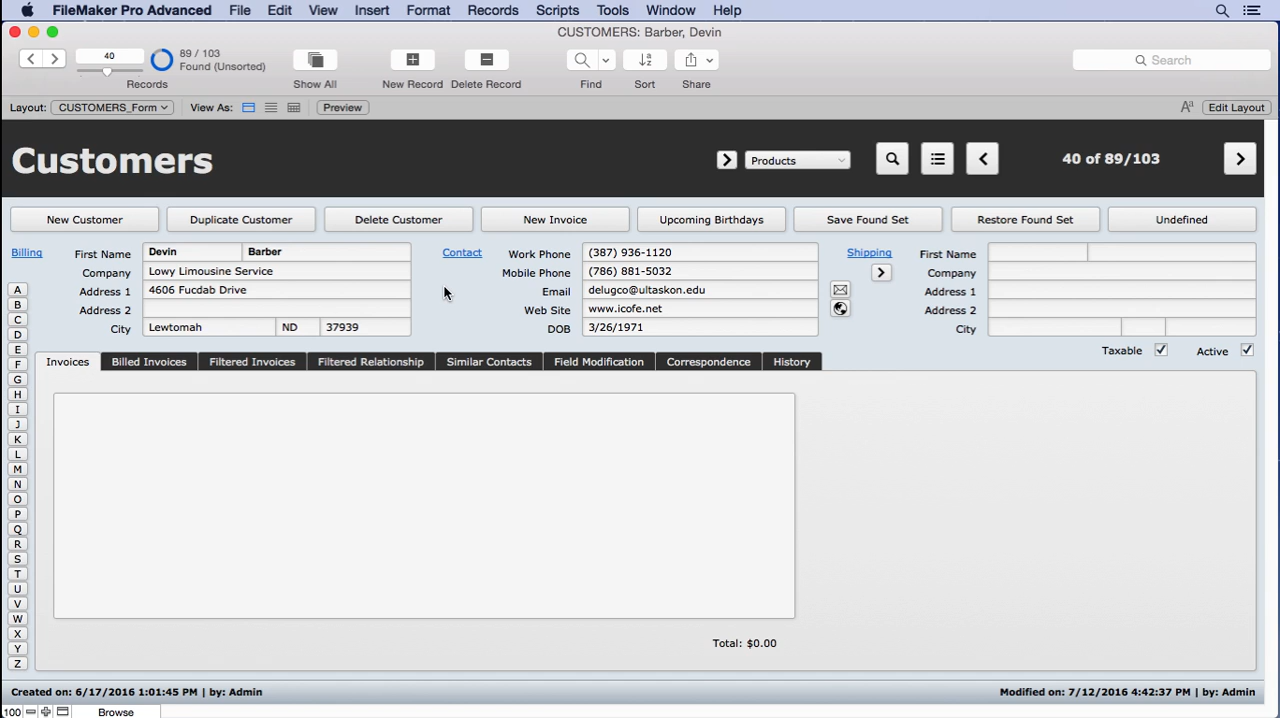 FileMaker Pro Advanced File Edit View Insert Format Records Scripts Tools Window Help
CUSTOMERS: Barber, Devin
40
89 / 103
Found (Unsorted)
Records
Show All
New Record
Delete Record
Find
Sort
Share
Search
Layout: CUSTOMERS_Form View As: Preview Aa Edit Layout
Customers
Products
40 of 89/103
New Customer Duplicate Customer Delete Customer New Invoice Upcoming Birthdays Save Found Set Restore Found Set Undefined
Billing
First Name Devin Barber
Company Lowy Limousine Service
Address 1 4606 Fucdab Drive
Address 2
City Lewtomah ND 37939
Contact
Work Phone (387) 936-1120
Mobile Phone (786) 881-5032
Email delugco@ultaskon.edu
Web Site www.icofe.net
DOB 3/26/1971
Shipping
First Name
Company
Address 1
Address 2
City
Taxable Active
A
B
C
D
E
F
G
H
I
J
K
L
M
N
O
P
Q
R
S
T
U
V
W
X
Y
Z
Invoices Billed Invoices Filtered Invoices Filtered Relationship Similar Contacts Field Modification Correspondence History
Total: $0.00
Created on: 6/17/2016 1:01:45 PM | by: Admin
Modified on: 7/12/2016 4:42:37 PM | by: Admin
100 Browse